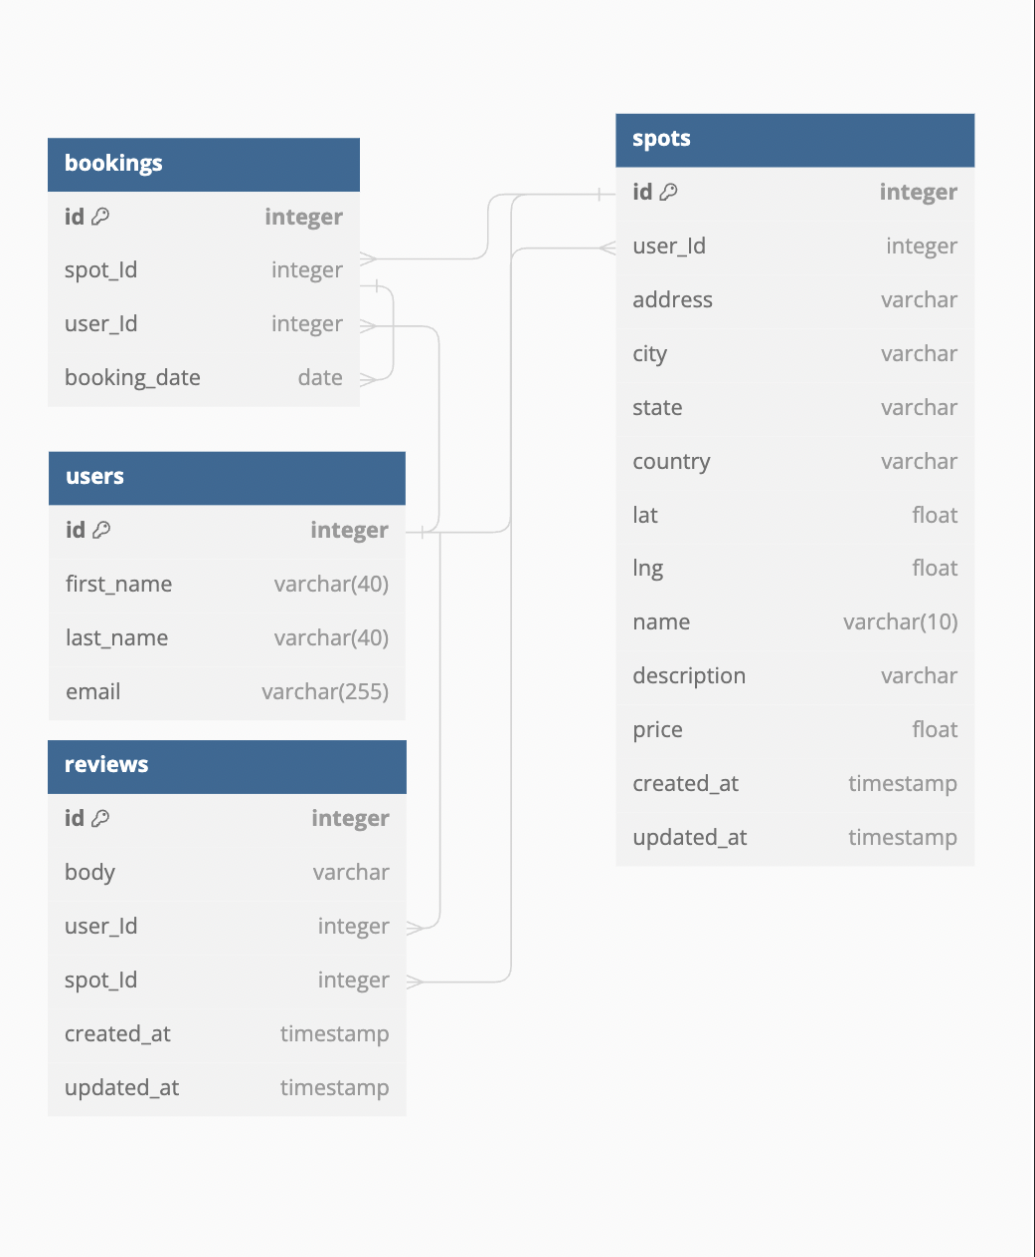 bookings
id integer
spot_Id integer
user_Id integer
booking_date date
users
id integer
first_name varchar(40)
last_name varchar(40)
email varchar(255)
reviews
id integer
body varchar
user_Id integer
spot_Id integer
created_at timestamp
updated_at timestamp
spots
id integer
user_Id integer
address varchar
city varchar
state varchar
country varchar
lat float
lng float
name varchar(10)
description varchar
price float
created_at timestamp
updated_at timestamp